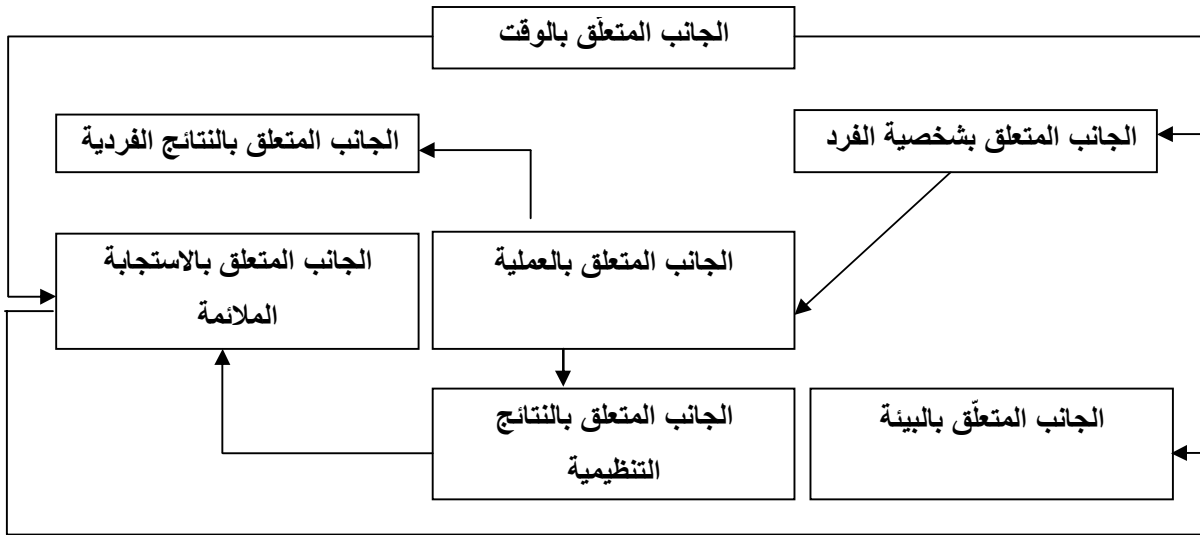 الجانب المتعلّق بالوقت
الجانب المتعلق بشخصية الفرد
الجانب المتعلق بالنتائج الفردية
الجانب المتعلق بالعملية
الجانب المتعلق بالاستجابة
الملائمة
الجانب المتعلّق بالبيئة
الجانب المتعلق بالنتائج
التنظيمية